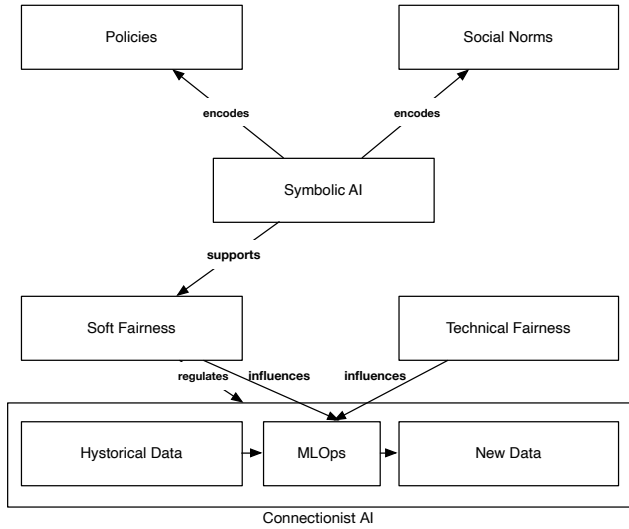 Policies
Social Norms
encodes
encodes
Symbolic AI
supports
Soft Fairness
Technical Fairness
regulates
influences
influences
Hystorical Data
MLOps
New Data
Connectionist AI